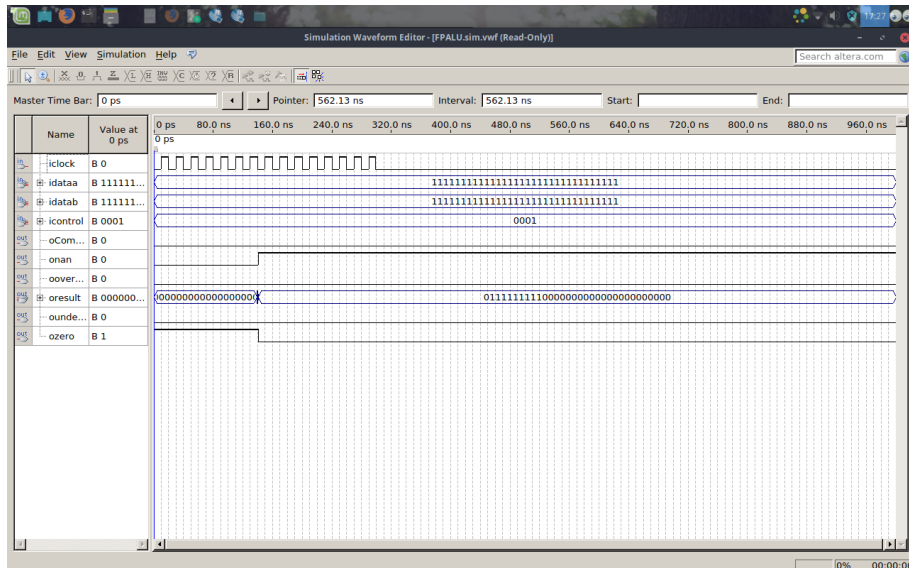 17:27
Simulation Waveform Editor - [FPALU.sim.vwf (Read-Only)]
File Edit View Simulation Help
Search altera.com
Master Time Bar: 0 ps Pointer: 562.13 ns Interval: 562.13 ns Start: End:
Name Value at 0 ps 0 ps 80.0 ns 160.0 ns 240.0 ns 320.0 ns 400.0 ns 480.0 ns 560.0 ns 640.0 ns 720.0 ns 800.0 ns 880.0 ns 960.0 ns
0 ps
iclock B 0
idataa B 111111... 11111111111111111111111111111111
idatab B 111111... 11111111111111111111111111111111
icontrol B 0001 0001
oCom... B 0
onan B 0
oover... B 0
oresult B 000000... 01111111110000000000000000000000
ounde... B 0
ozero B 1
0% 00:00:0